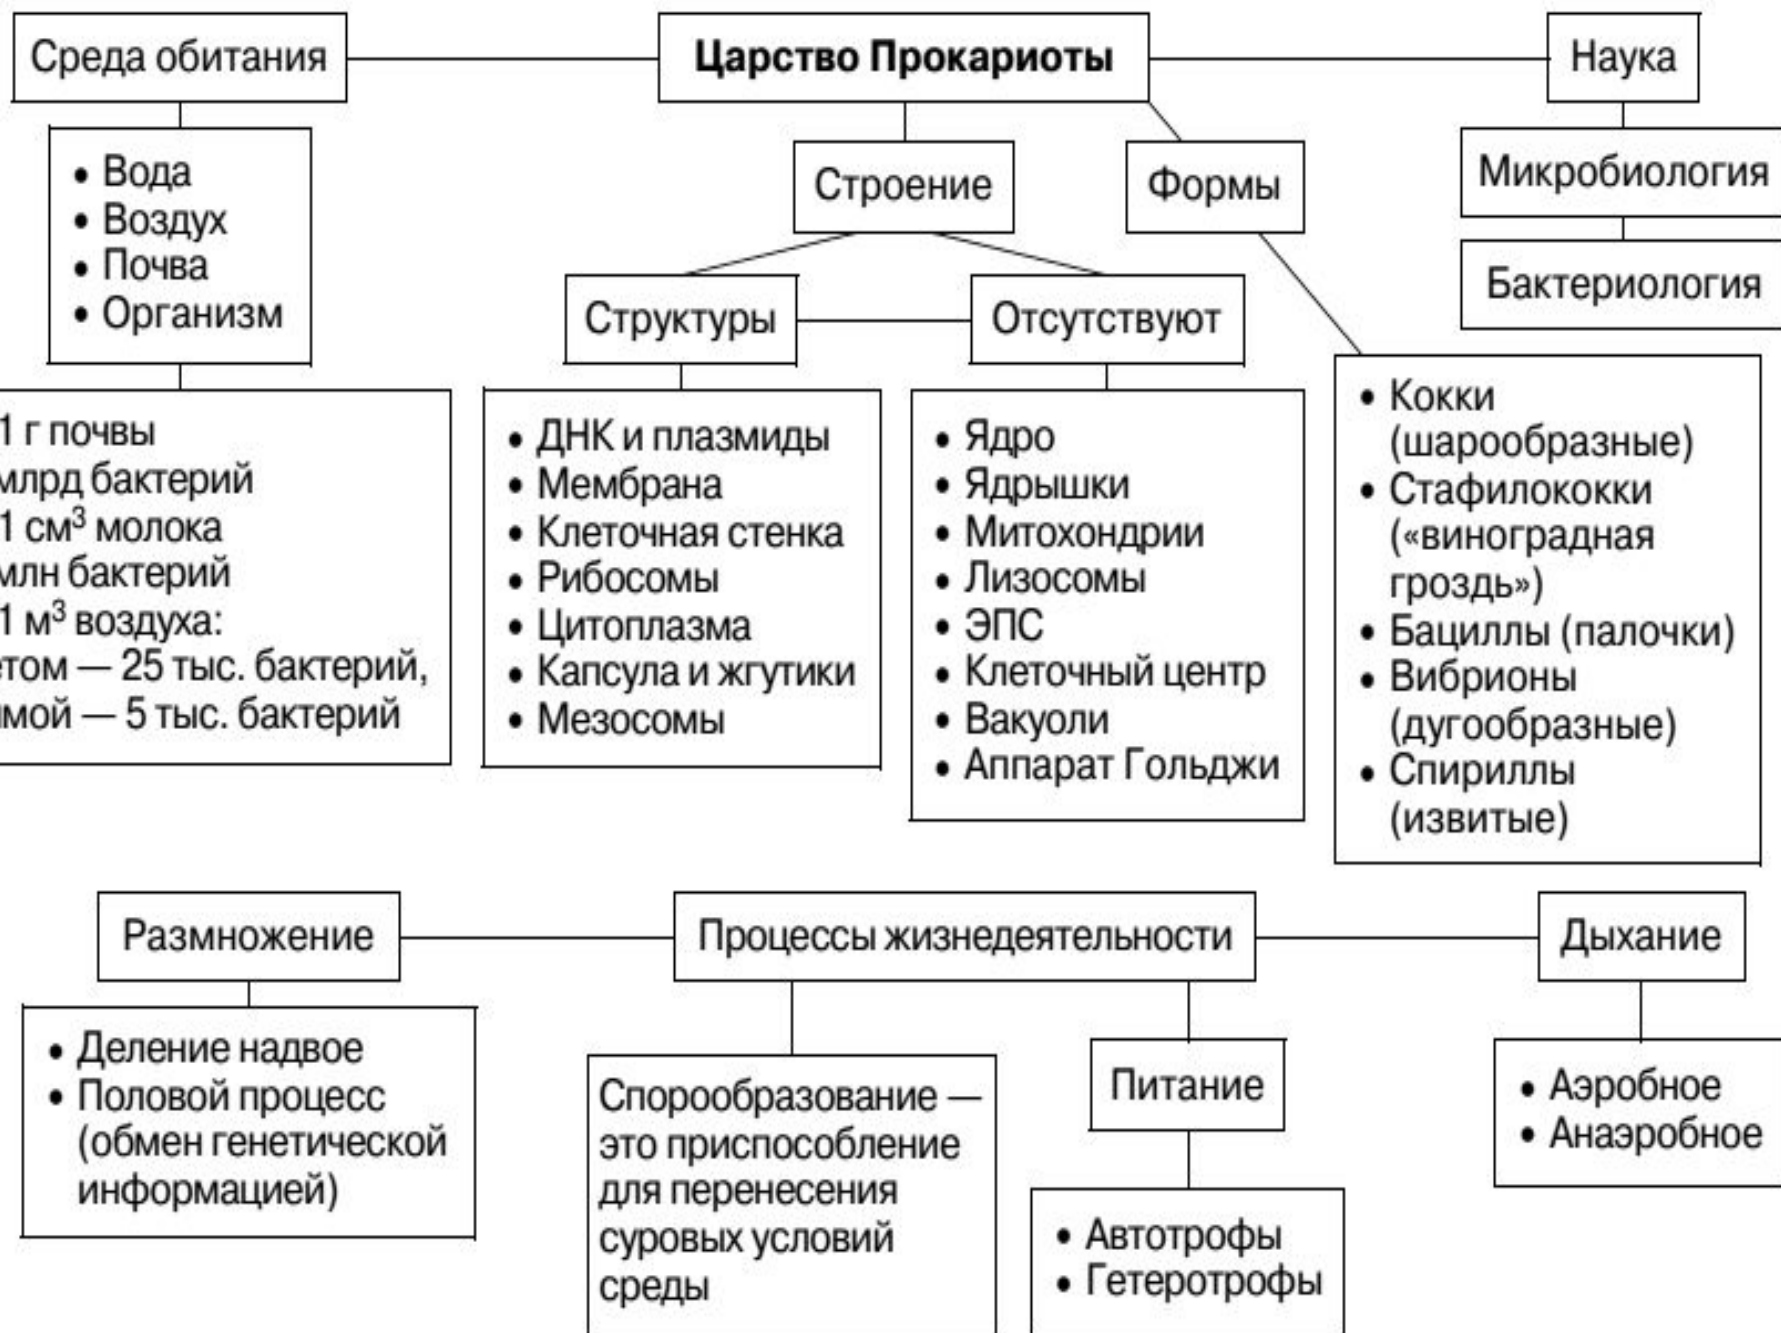 Среда обитания
Царство Прокариоты
Наука
• Вода
• Воздух
• Почва
• Организм
1 г почвы
млрд бактерий
1 см³ молока
млн бактерий
1 м³ воздуха:
— 25 тыс. бактерий,
— 5 тыс. бактерий
Строение
Структуры
• ДНК и плазмиды
• Мембрана
• Клеточная стенка
• Рибосомы
• Цитоплазма
• Капсула и жгутики
• Мезосомы
Отсутствуют
• Ядро
• Ядрышки
• Митохондрии
• Лизосомы
• ЭПС
• Клеточный центр
• Вакуоли
• Аппарат Гольджи
Формы
• Кокки
(шарообразные)
• Стафилококки
(«виноградная
гроздь»)
• Бациллы (палочки)
• Вибрионы
(дугообразные)
• Спириллы
(извитые)
Микробиология
Бактериология
Размножение
• Деление надвое
• Половой процесс
(обмен генетической
информацией)
Процессы жизнедеятельности
Спорообразование —
это приспособление
для перенесения
суровых условий
среды
Питание
• Автотрофы
• Гетеротрофы
Дыхание
• Аэробное
• Анаэробное